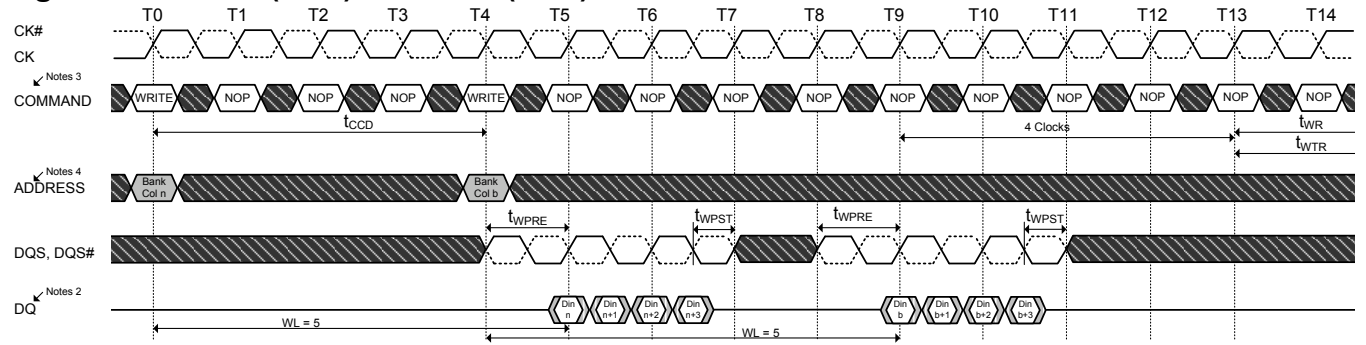 T0 T1 T2 T3 T4 T5 T6 T7 T8 T9 T10 T11 T12 T13 T14
CK#
CK
Notes 3
COMMAND WRITE NOP NOP NOP WRITE NOP NOP NOP NOP NOP NOP NOP NOP NOP NOP
tCCD 4 Clocks tWR
tWTR
Notes 4
ADDRESS Bank Col n Bank Col b
tWPRE tWPST tWPRE tWPST
DQS, DQS#
Notes 2
DQ Din n Din n+1 Din n+2 Din n+3 Din b Din b+1 Din b+2 Din b+3
WL = 5
WL = 5